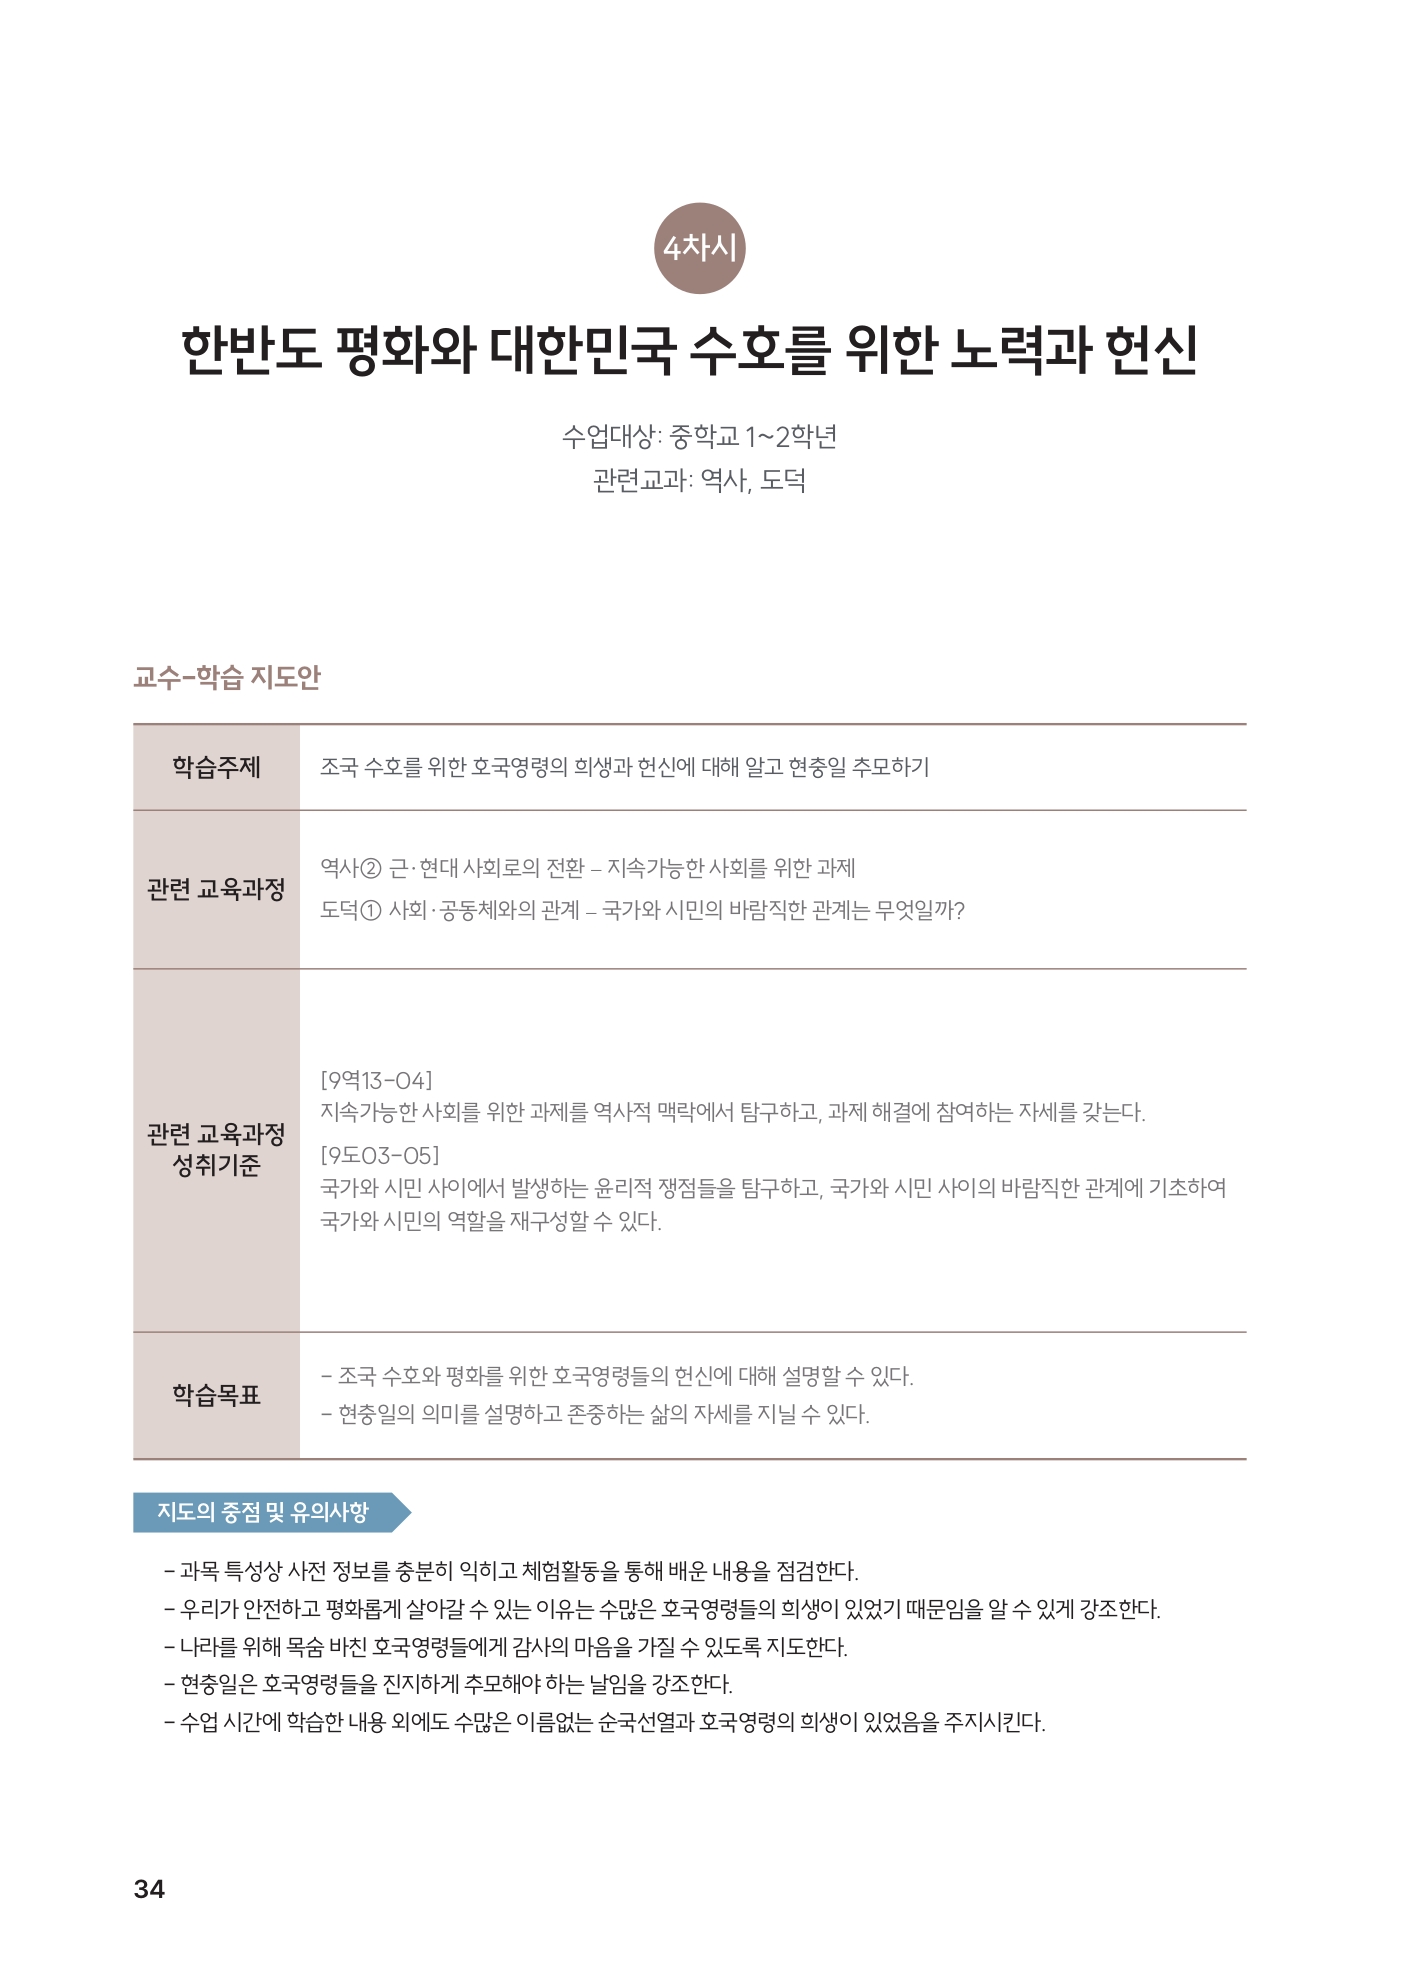 4차시
한반도 평화와 대한민국 수호를 위한 노력과 헌신
수업대상: 중학교 1~2학년
관련교과: 역사, 도덕
교수-학습 지도안
학습주제
조국 수호를 위한 호국영령의 희생과 헌신에 대해 알고 현충일 추모하기
관련 교육과정
역사② 근·현대 사회로의 전환 – 지속가능한 사회를 위한 과제
도덕① 사회·공동체와의 관계 – 국가와 시민의 바람직한 관계는 무엇일까?
관련 교육과정
성취기준
[9역13-04]
지속가능한 사회를 위한 과제를 역사적 맥락에서 탐구하고, 과제 해결에 참여하는 자세를 갖는다.
[9도03-05]
국가와 시민 사이에서 발생하는 윤리적 쟁점들을 탐구하고, 국가와 시민 사이의 바람직한 관계에 기초하여
국가와 시민의 역할을 재구성할 수 있다.
학습목표
- 조국 수호와 평화를 위한 호국영령들의 헌신에 대해 설명할 수 있다.
- 현충일의 의미를 설명하고 존중하는 삶의 자세를 지닐 수 있다.
지도의 중점 및 유의사항
- 과목 특성상 사전 정보를 충분히 익히고 체험활동을 통해 배운 내용을 점검한다.
- 우리가 안전하고 평화롭게 살아갈 수 있는 이유는 수많은 호국영령들의 희생이 있었기 때문임을 알 수 있게 강조한다.
- 나라를 위해 목숨 바친 호국영령들에게 감사의 마음을 가질 수 있도록 지도한다.
- 현충일은 호국영령들을 진지하게 추모해야 하는 날임을 강조한다.
- 수업 시간에 학습한 내용 외에도 수많은 이름없는 순국선열과 호국영령의 희생이 있었음을 주지시킨다.
34